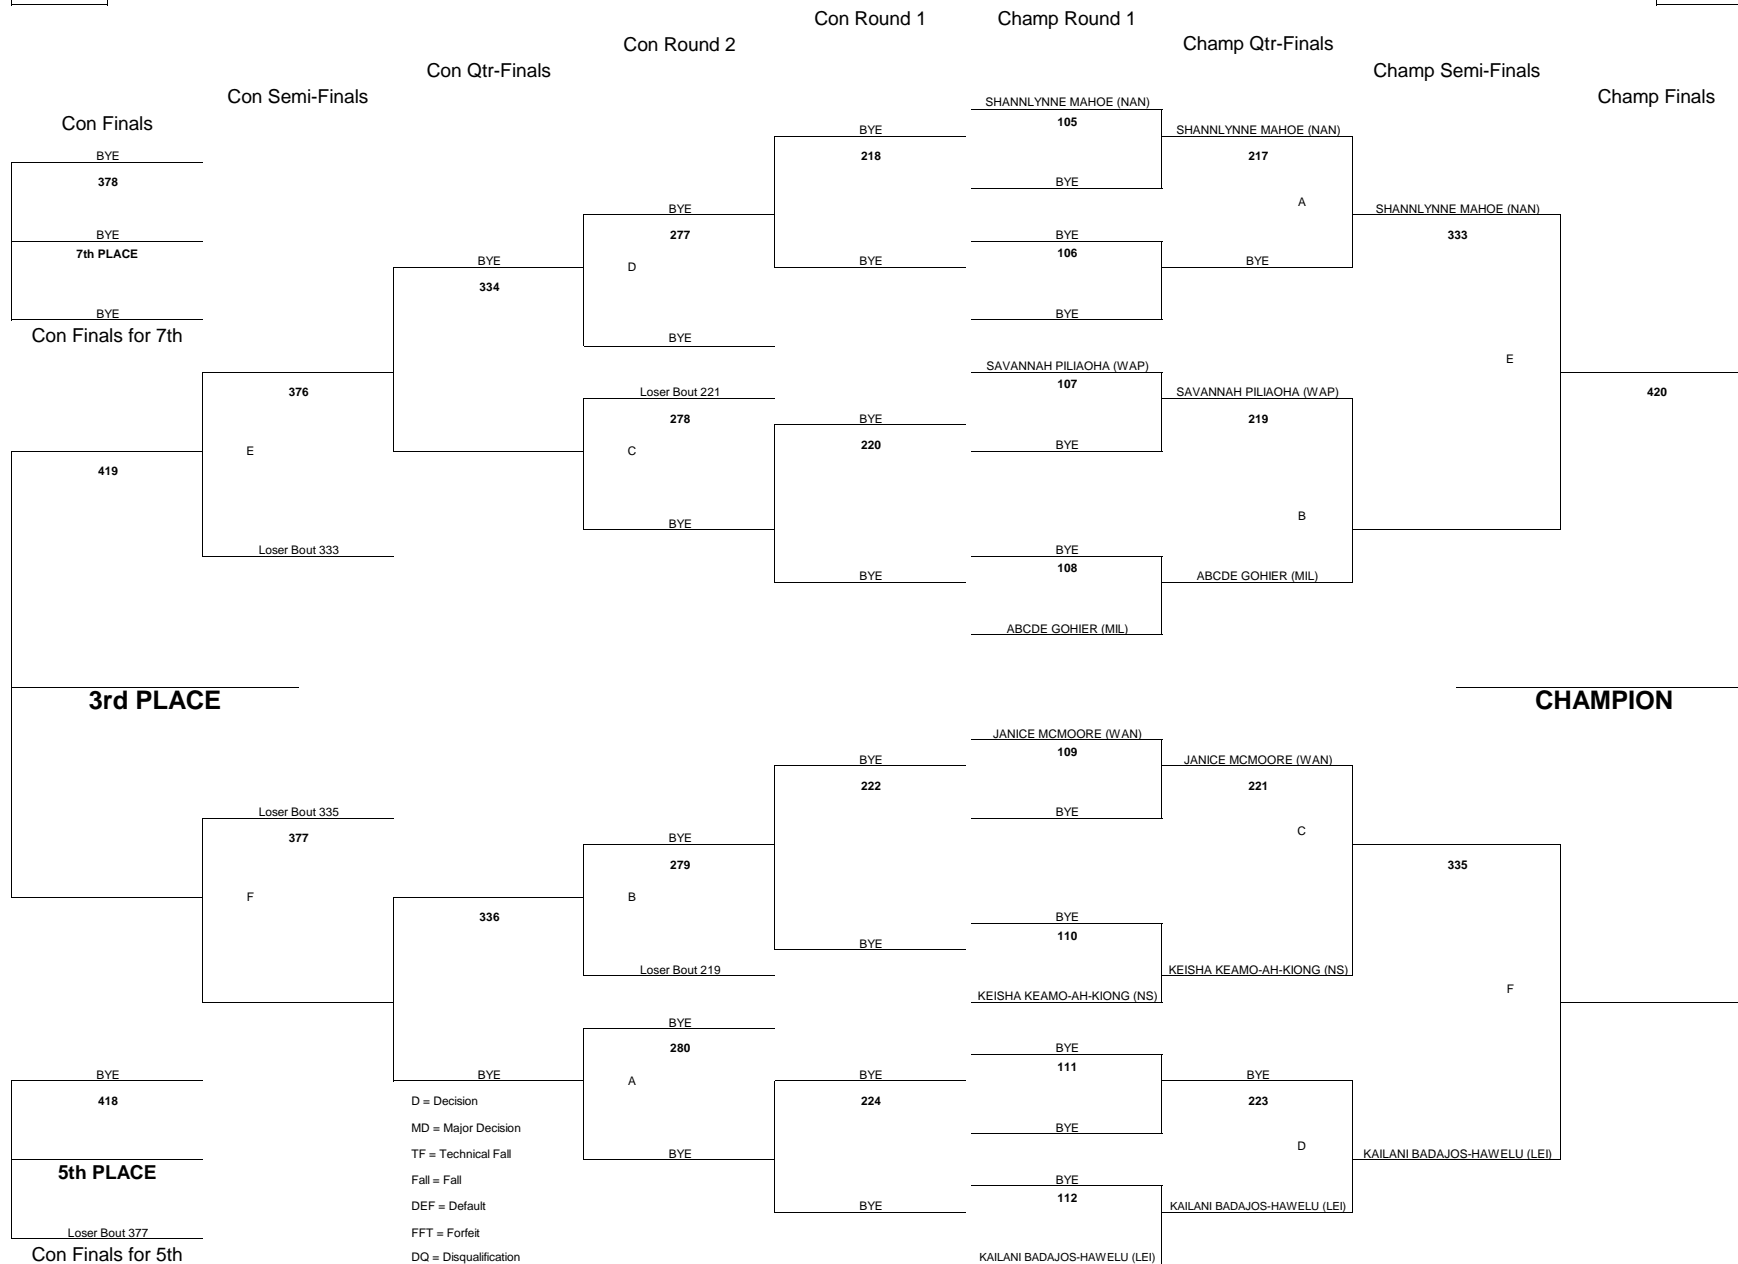 Con Round 1
Champ Round 1
Con Round 2
Champ Qtr-Finals
Con Qtr-Finals
Champ Semi-Finals
Con Semi-Finals
Champ Finals
Con Finals
SHANNLYNNE MAHOE (NAN)
105
BYE
SHANNLYNNE MAHOE (NAN)
BYE
218
217
378
BYE
BYE
A
BYE
SHANNLYNNE MAHOE (NAN)
277
333
BYE
BYE
7th PLACE
106
BYE
BYE
BYE
D
334
BYE
BYE
Con Finals for 7th
BYE
E
SAVANNAH PILIAOHA (WAP)
107
376
Loser Bout 221
SAVANNAH PILIAOHA (WAP)
420
278
BYE
219
220
BYE
E
C
419
B
BYE
Loser Bout 333
BYE
108
BYE
ABCDE GOHIER (MIL)
ABCDE GOHIER (MIL)
3rd PLACE
CHAMPION
JANICE MCMOORE (WAN)
109
BYE
JANICE MCMOORE (WAN)
222
221
Loser Bout 335
BYE
377
BYE
C
279
335
F
B
336
BYE
110
BYE
Loser Bout 219
KEISHA KEAMO-AH-KIONG (NS)
F
KEISHA KEAMO-AH-KIONG (NS)
BYE
280
BYE
111
BYE
BYE
A
BYE
BYE
418
D = Decision
224
223
MD = Major Decision
BYE
D
TF = Technical Fall
BYE
KAILANI BADAJOS-HAWELU (LEI)
5th PLACE
Fall = Fall
BYE
112
DEF = Default
BYE
KAILANI BADAJOS-HAWELU (LEI)
Loser Bout 377
FFT = Forfeit
Con Finals for 5th
DQ = Disqualification
KAILANI BADAJOS-HAWELU (LEI)